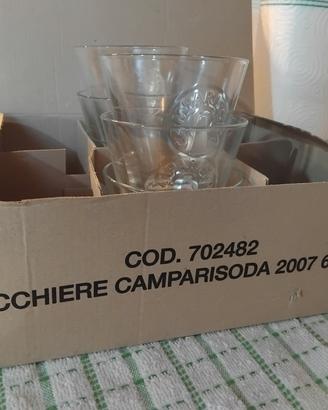 COD. 702482
CCHIERE CAMPARISODA 2007 6